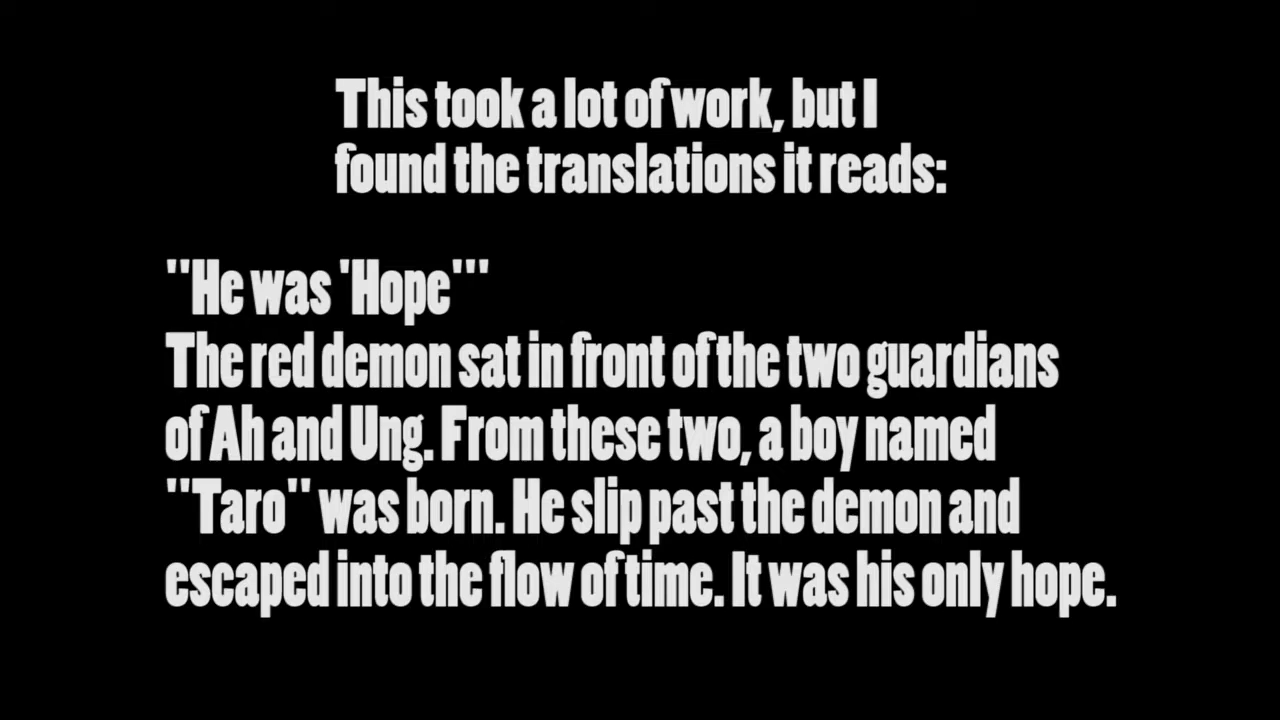 This took a lot of work, but I
found the translations it reads:
"He was 'Hope'"
The red demon sat in front of the two guardians
of Ah and Ung. From these two, a boy named
"Taro" was born. He slip past the demon and
escaped into the flow of time. It was his only hope.